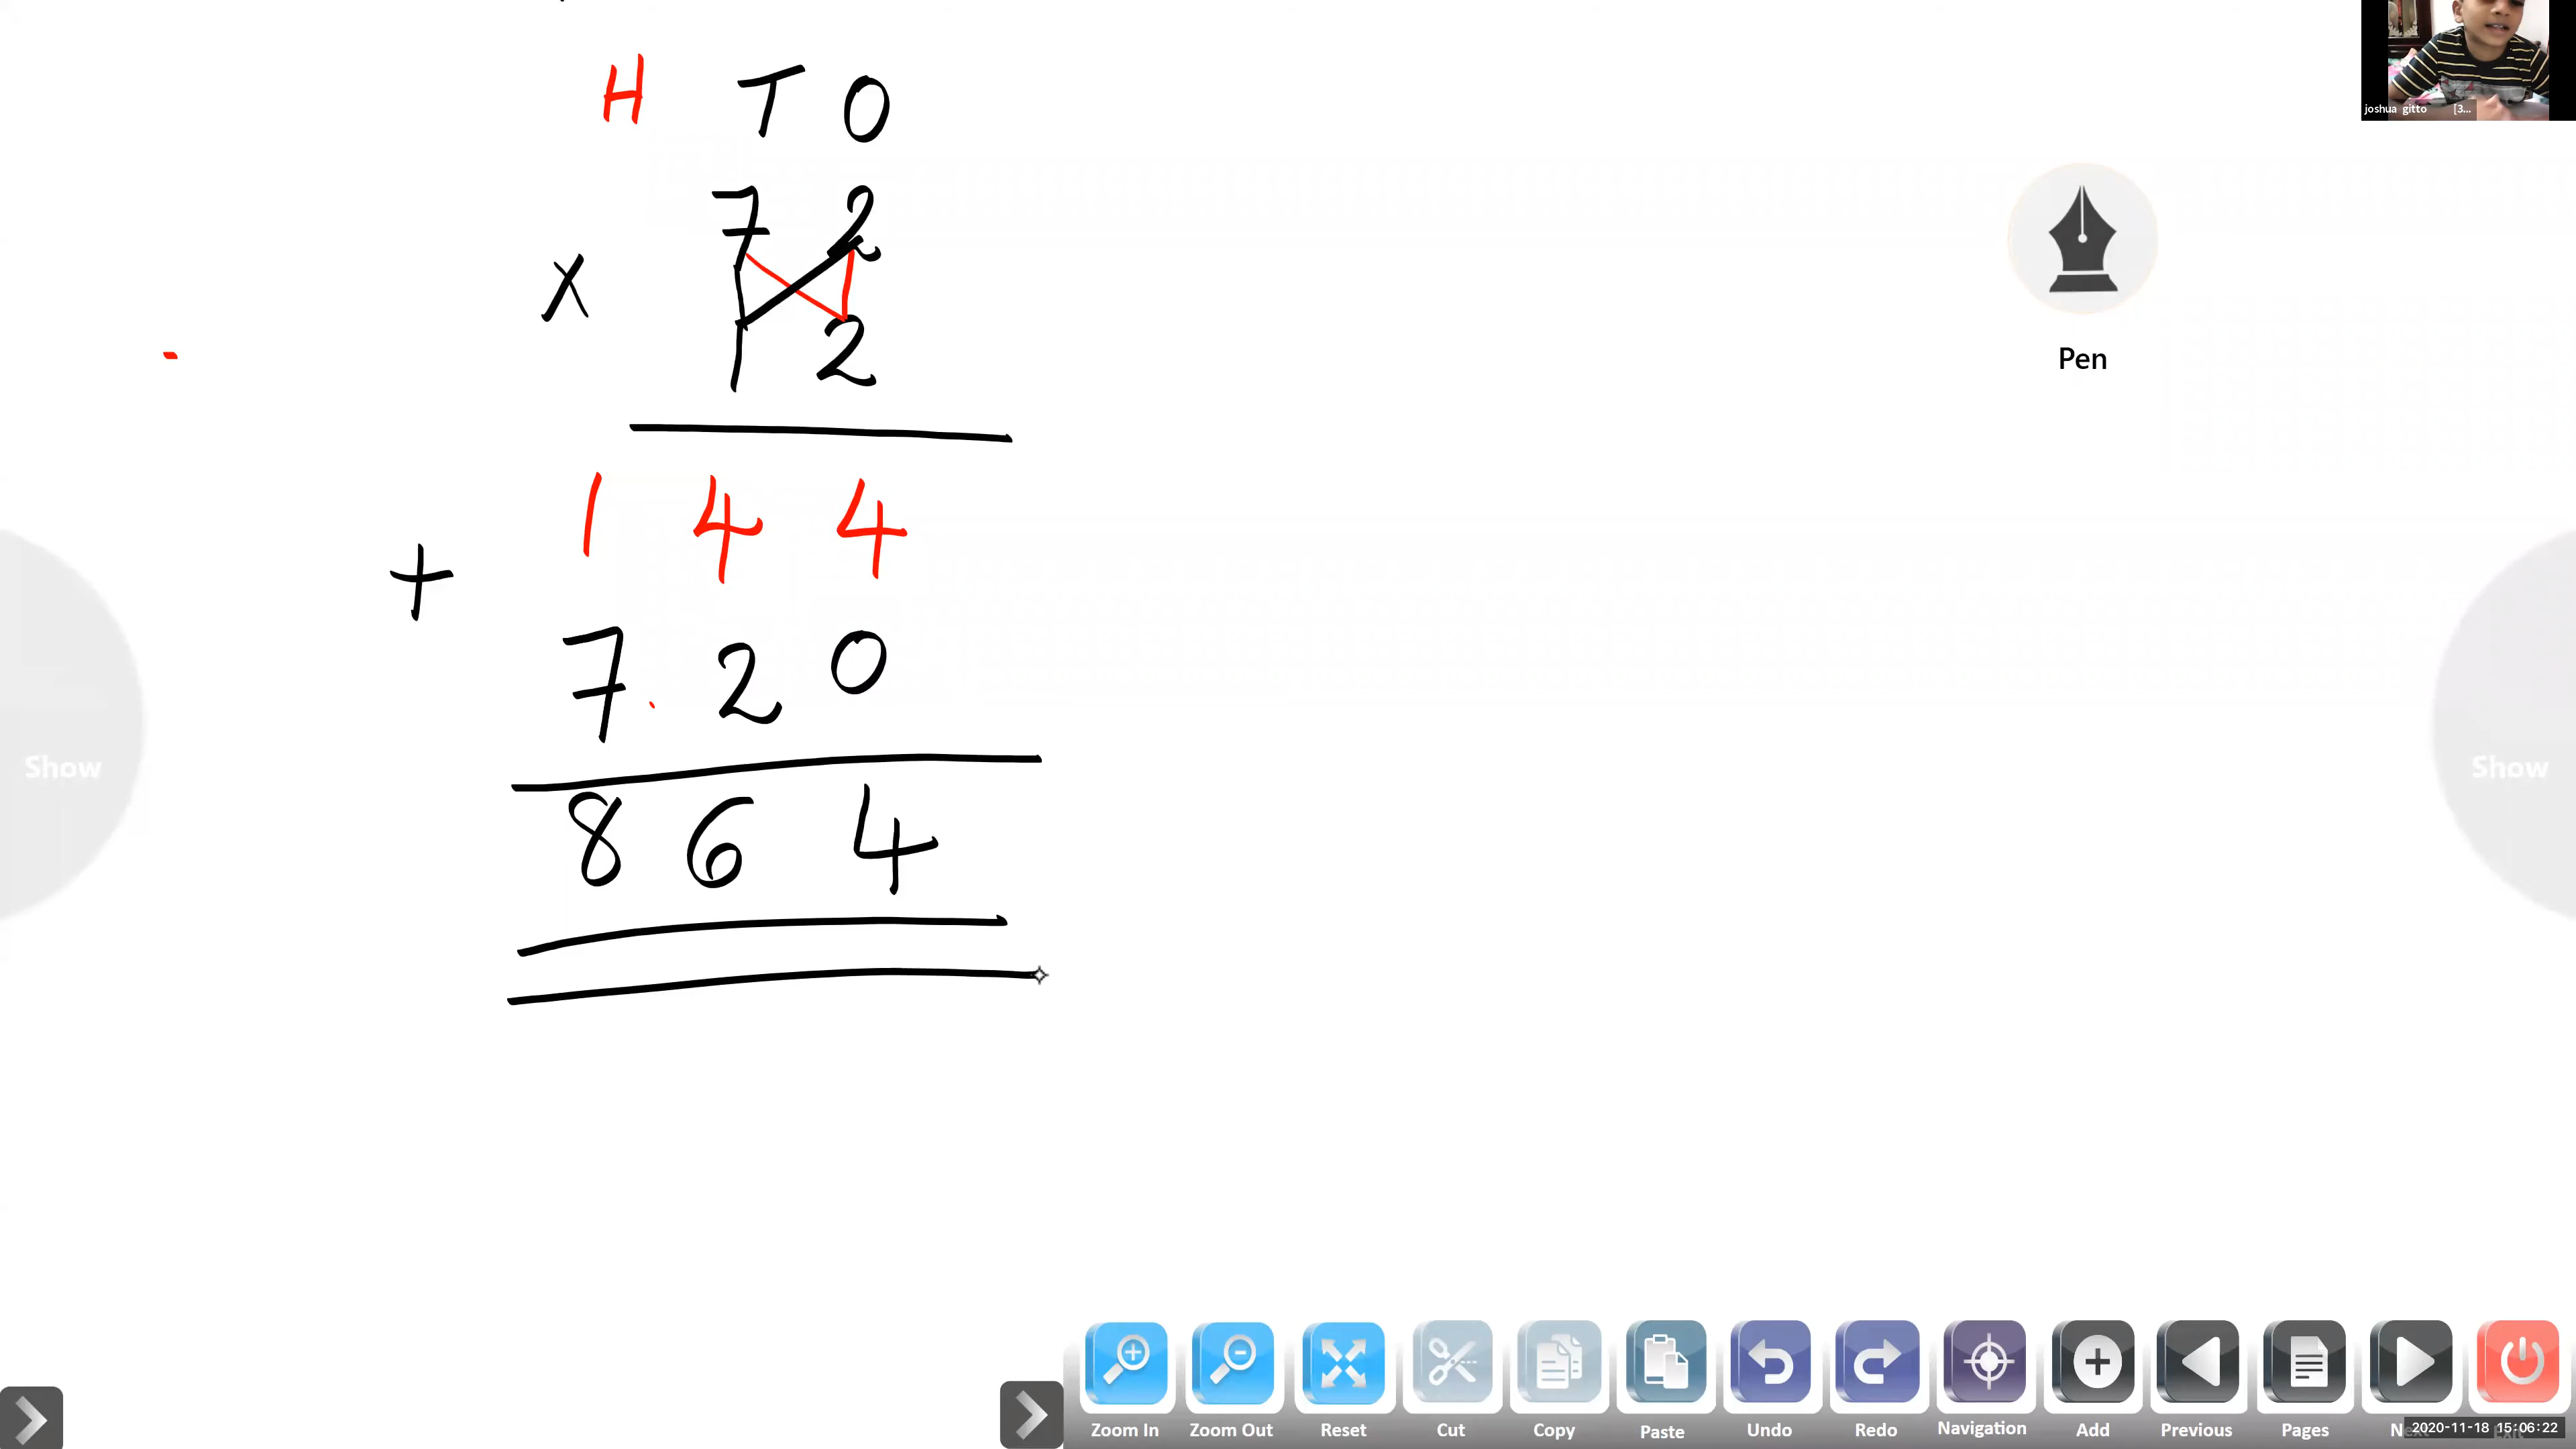 H T O
joshua gitto [3...
7 2
X
1 2
Pen
1 4 4
+
7 2 0
Show
Show
8 6 4
Zoom In Zoom Out Reset Cut Copy Paste Undo Redo Navigation Add Previous Pages
2020-11-18 15:06:22